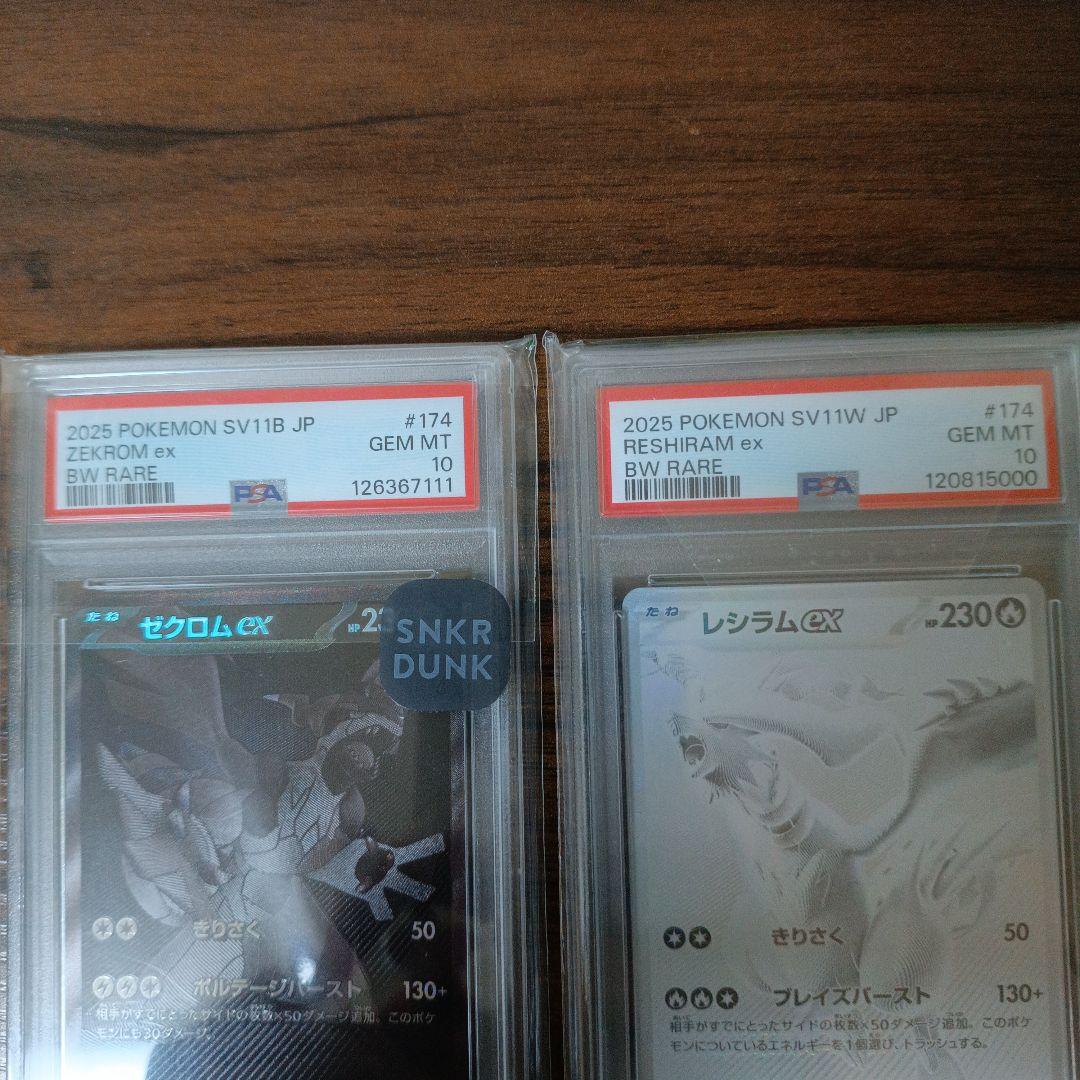 2025 POKEMON SV11B JP #174
ZEKROM ex GEM MT
BW RARE 10
PSA 126367111
たね ゼクロムex HP 23
SNKR
DUNK
きりさく 50
ボルテージバースト 130+
相手がすでにとったサイドの枚数×50ダメージ追加。このポケ
モンにも30ダメージ。
2025 POKEMON SV11W JP #174
RESHIRAM ex GEM MT
BW RARE 10
PSA 120815000
たね レシラムex HP 230
きりさく 50
ブレイズバースト 130+
相手がすでにとったサイドの枚数×50ダメージ追加。このポケ
モンについているエネルギーを1個選び、トラッシュする。